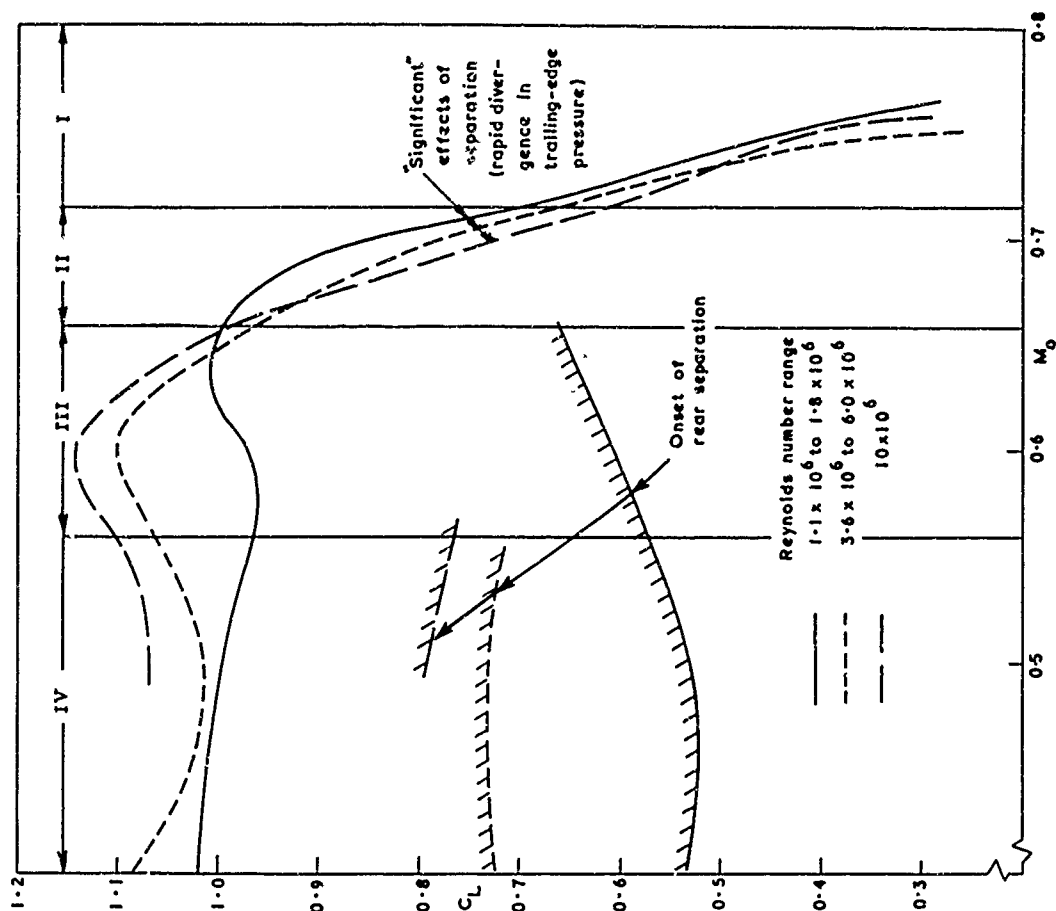 1·2
1·1
1·0
0·9
0·8
C_L
0·7
0·6
0·5
0·4
0·3
IV
III
II
I
"Significant"
effects of
separation
(rapid diver-
gence in
trailing-edge
pressure)
Onset of
rear separation
Reynolds number range
1·1 x 10⁶ to 1·8 x 10⁶
3·6 x 10⁶ to 6·0 x 10⁶
10 x 10⁶
0·5
0·6
M₀
0·7
0·8